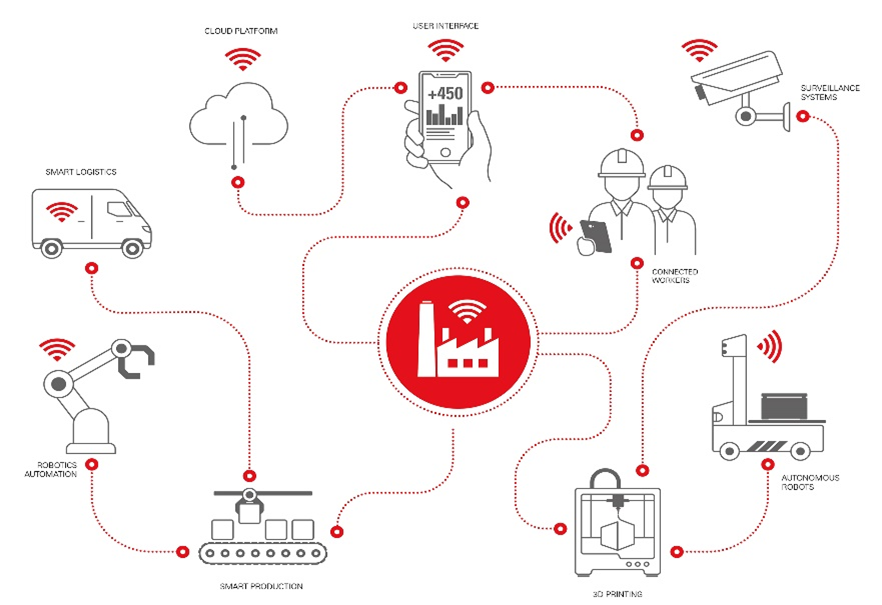 CLOUD PLATFORM
USER INTERFACE
+450
SURVEILLANCE
SYSTEMS
SMART LOGISTICS
CONNECTED
WORKERS
ROBOTICS
AUTOMATION
AUTONOMOUS
ROBOTS
SMART PRODUCTION
3D PRINTING